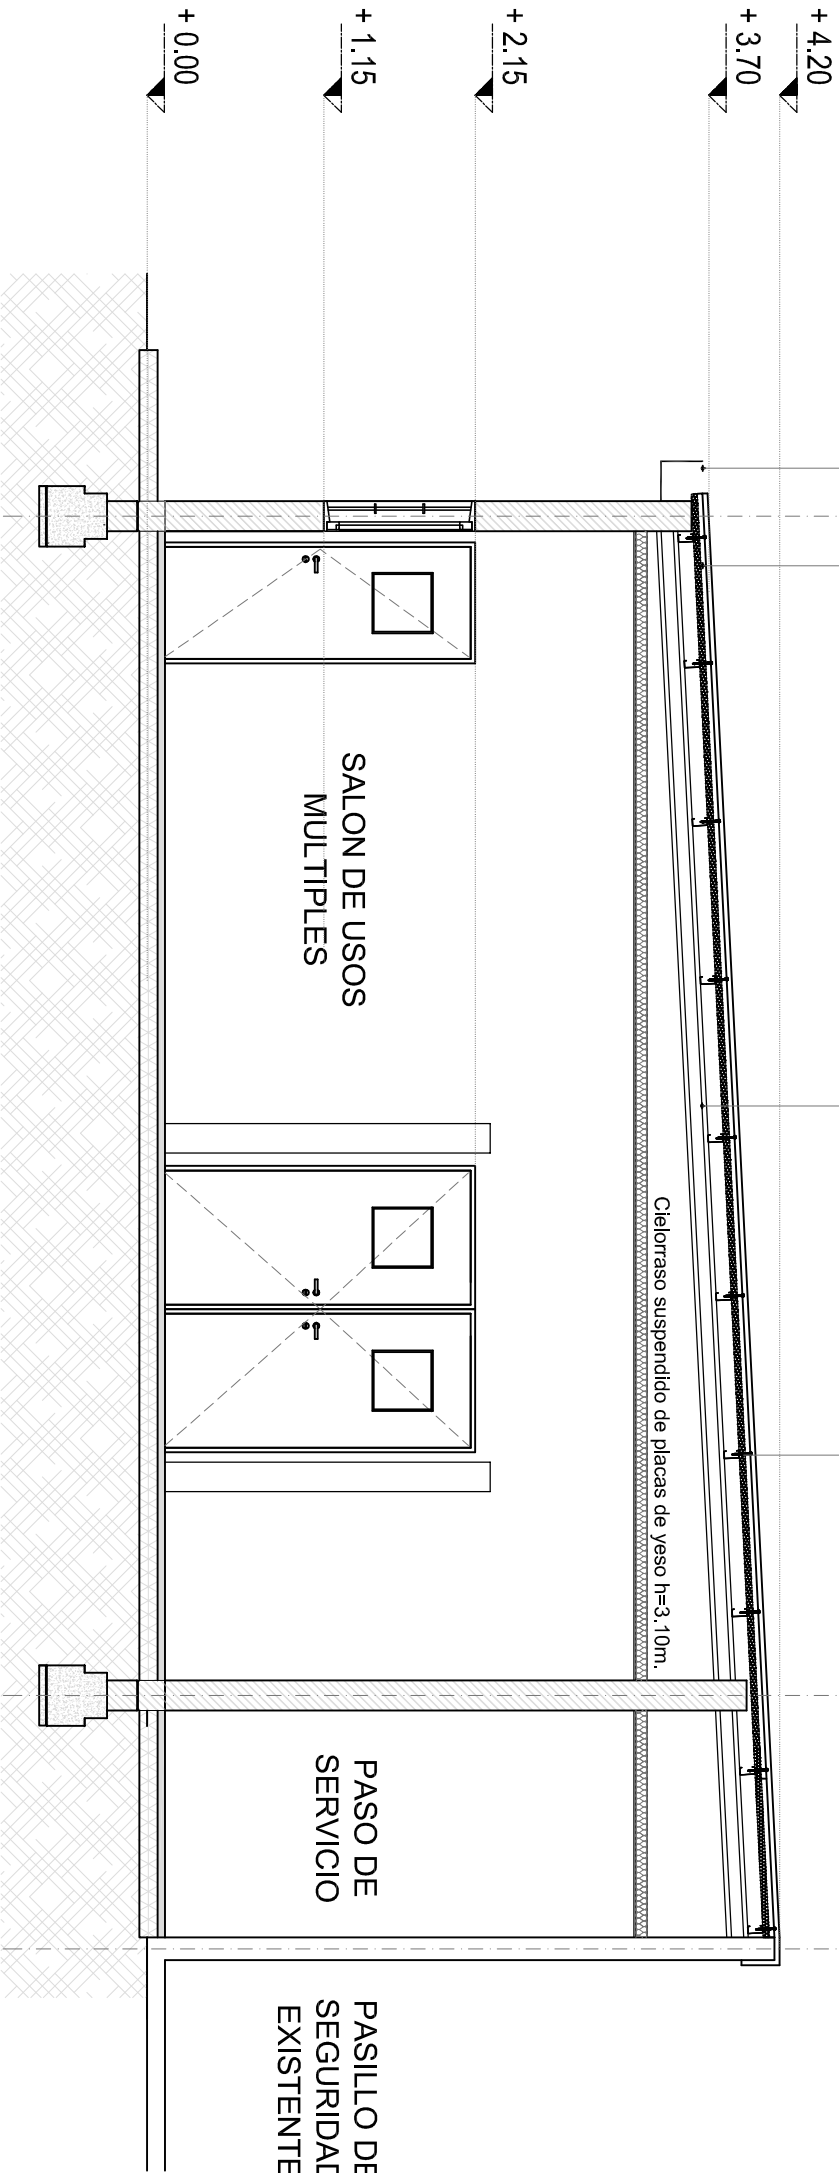 + 4.20
+ 3.70
+ 2.15
+ 1.15
+ 0.00
Cielorraso suspendido de placas de yeso h=3.10m.
SALON DE USOS
MULTIPLES
PASO DE
SERVICIO
PASILLO DE
SEGURIDAD
EXISTENTE